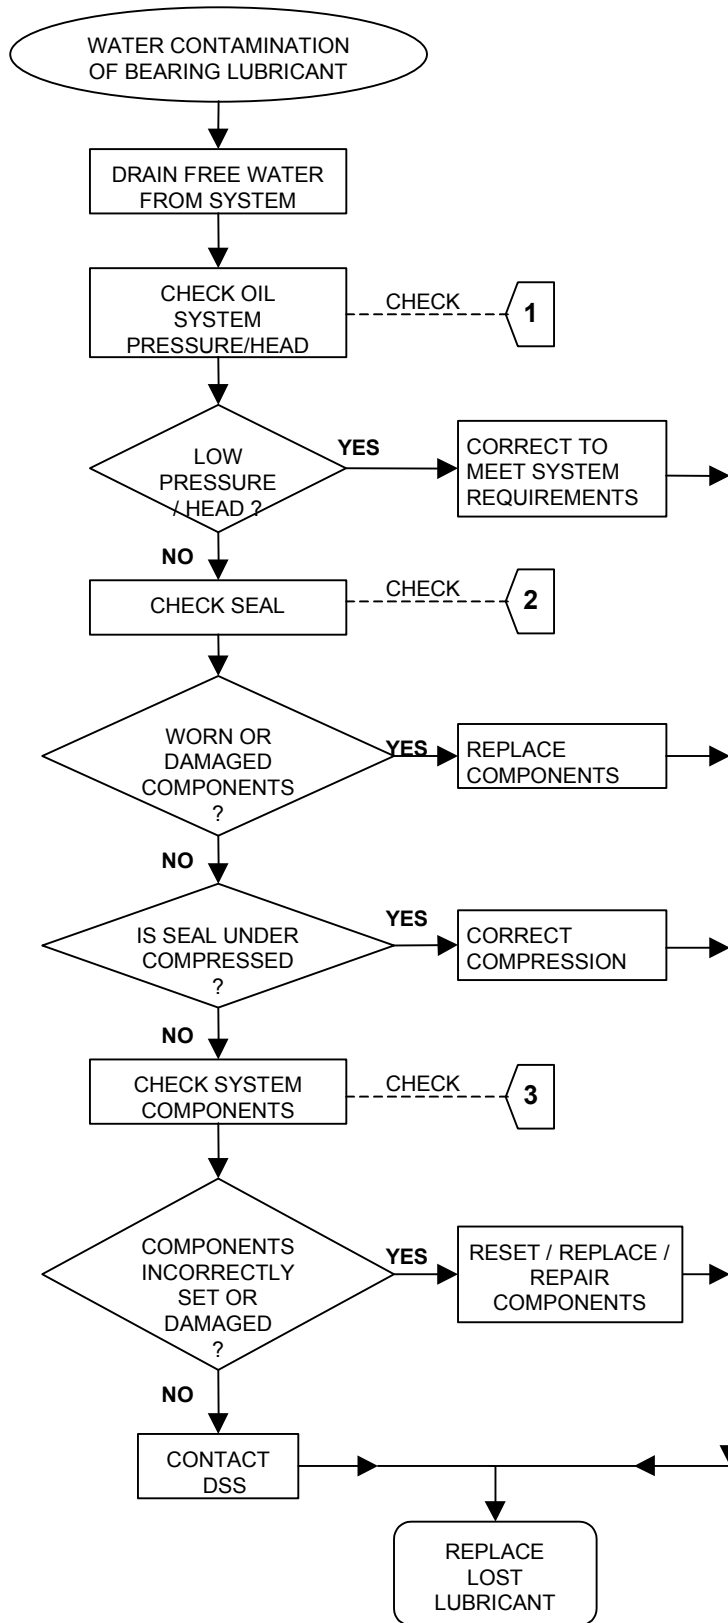 WATER CONTAMINATION
OF BEARING LUBRICANT
DRAIN FREE WATER
FROM SYSTEM
CHECK OIL
SYSTEM
PRESSURE/HEAD
CHECK
1
LOW
PRESSURE
/ HEAD ?
YES
CORRECT TO
MEET SYSTEM
REQUIREMENTS
NO
CHECK SEAL
CHECK
2
WORN OR
DAMAGED
COMPONENTS
?
YES
REPLACE
COMPONENTS
NO
IS SEAL UNDER
COMPRESSED
?
YES
CORRECT
COMPRESSION
NO
CHECK SYSTEM
COMPONENTS
CHECK
3
COMPONENTS
INCORRECTLY
SET OR
DAMAGED
?
YES
RESET / REPLACE /
REPAIR
COMPONENTS
NO
CONTACT
DSS
REPLACE
LOST
LUBRICANT